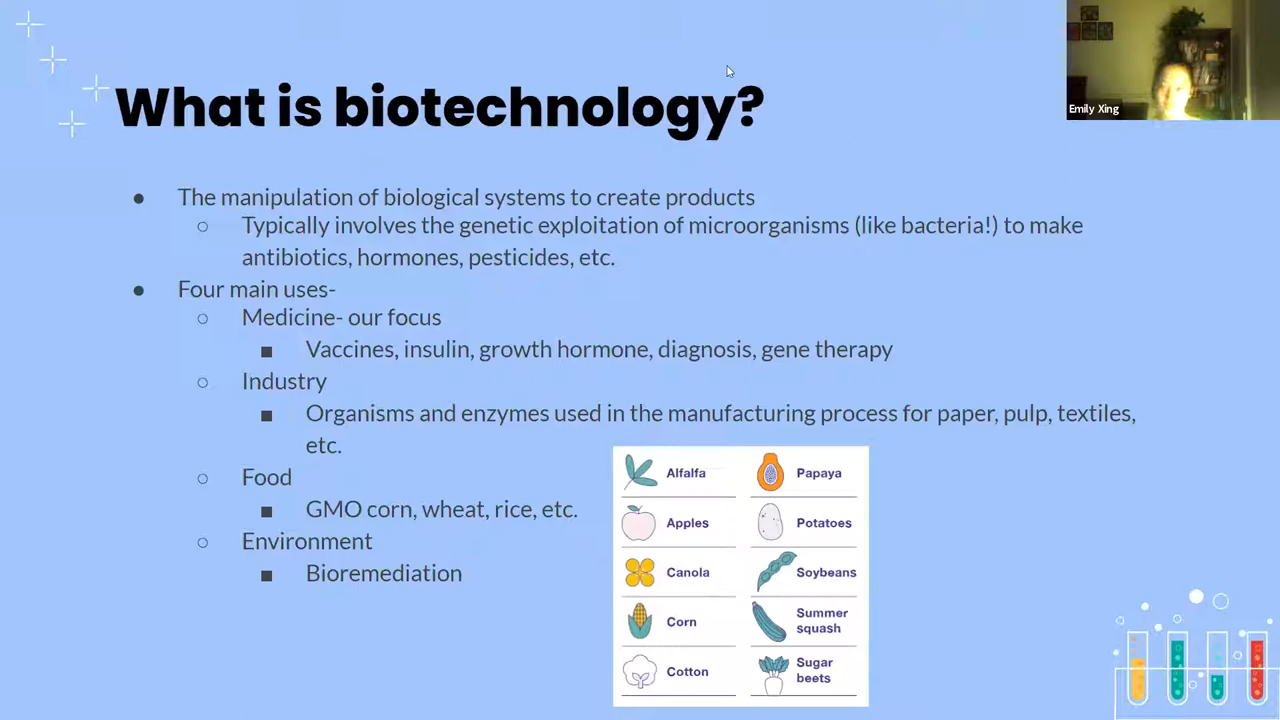 What is biotechnology?
Emily Xing
● The manipulation of biological systems to create products
○ Typically involves the genetic exploitation of microorganisms (like bacteria!) to make
antibiotics, hormones, pesticides, etc.
● Four main uses-
○ Medicine- our focus
■ Vaccines, insulin, growth hormone, diagnosis, gene therapy
○ Industry
■ Organisms and enzymes used in the manufacturing process for paper, pulp, textiles,
etc.
○ Food
■ GMO corn, wheat, rice, etc.
○ Environment
■ Bioremediation
Alfalfa
Apples
Canola
Corn
Cotton
Papaya
Potatoes
Soybeans
Summer
squash
Sugar
beets